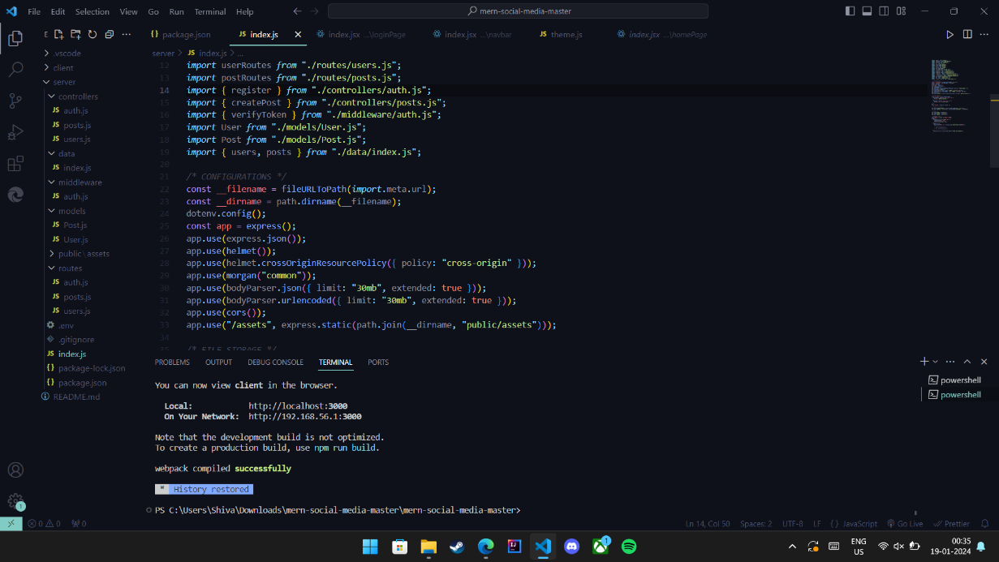 File Edit Selection View Go Run Terminal Help
mern-social-media-master
E
package.json
JS index.js
index.jsx ...\loginPage
index.jsx ...\navbar
JS theme.js
index.jsx ...\homePage
.vscode
client
server
controllers
JS auth.js
JS posts.js
JS users.js
data
JS index.js
middleware
JS auth.js
models
JS Post.js
JS User.js
public \ assets
routes
JS auth.js
JS posts.js
JS users.js
.env
.gitignore
JS index.js
{} package-lock.json
{} package.json
README.md
server > JS index.js > ...
12 import userRoutes from "./routes/users.js";
13 import postRoutes from "./routes/posts.js";
14 import { register } from "./controllers/auth.js";
15 import { createPost } from "./controllers/posts.js";
16 import { verifyToken } from "./middleware/auth.js";
17 import User from "./models/User.js";
18 import Post from "./models/Post.js";
19 import { users, posts } from "./data/index.js";
20
21 /* CONFIGURATIONS */
22 const __filename = fileURLToPath(import.meta.url);
23 const __dirname = path.dirname(__filename);
24 dotenv.config();
25 const app = express();
26 app.use(express.json());
27 app.use(helmet());
28 app.use(helmet.crossOriginResourcePolicy({ policy: "cross-origin" }));
29 app.use(morgan("common"));
30 app.use(bodyParser.json({ limit: "30mb", extended: true }));
31 app.use(bodyParser.urlencoded({ limit: "30mb", extended: true }));
32 app.use(cors());
33 app.use("/assets", express.static(path.join(__dirname, "public/assets")));
34
35 /* FILE STORAGE */
PROBLEMS OUTPUT DEBUG CONSOLE TERMINAL PORTS
powershell
powershell
You can now view client in the browser.
Local: http://localhost:3000
On Your Network: http://192.168.56.1:3000
Note that the development build is not optimized.
To create a production build, use npm run build.
webpack compiled successfully
* History restored
PS C:\Users\Shiva\Downloads\mern-social-media-master\mern-social-media-master>
1
0 0 0
Ln 14, Col 50 Spaces: 2 UTF-8 LF {} JavaScript Go Live Prettier
1
ENG
US
00:35
19-01-2024